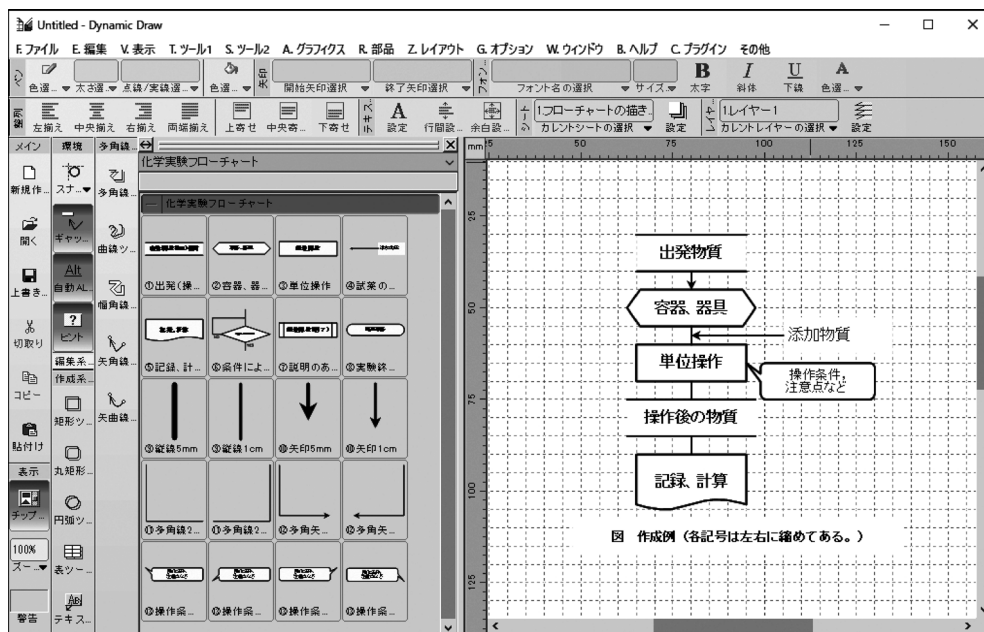 Untitled - Dynamic Draw
F.ファイル E.編集 V.表示 T.ツール1 S.ツール2 A.グラフィクス R.部品 Z.レイアウト G.オプション W.ウィンドウ B.ヘルプ C.プラグイン その他
色選... 太さ選... 点線/実線選... 色選... 矢印 開始矢印選択 終了矢印選択 フォント名の選択 サイズ... B 太字 I 斜体 U 下線 A 色選...
左揃え 中央揃え 右揃え 両端揃え 上寄せ 中央寄... 下寄せ A 設定 行間設... 余白設... 1.フローチャートの描き カレントシートの選択 設定 1.レイヤー1 カレントレイヤーの選択 設定
メイン 環境 多角線...
新規作... スナ... 多角線...
開く ギャッ... 曲線ツ...
上書き... Alt 自動AL... 幅角線...
切取り ? ヒント 矢角線...
編集系...
コピー 作成系... 矢曲線...
矩形ツ...
貼付け 丸矩形...
表示
チップ... 円弧ツ...
100%
ズー... 表ツー...
警告 テキス...
化学実験フローチャート
化学実験フローチャート
①出発(操... ②容器、器... ③単位操作 ④試薬の...
⑤記録、計... ⑥条件によ... ⑦説明のあ... ⑧実験終...
⑨縦線5mm ⑨縦線1cm ⑩矢印5mm ⑩矢印1cm
⑪多角線2... ⑪多角線2... ⑫多角矢... ⑫多角矢...
⑬操作条... ⑬操作条... ⑬操作条... ⑬操作条...
mm 50 75 100 125 150
25
50
75
100
125
出発物質
容器、器具
添加物質
単位操作
操作条件,
注意点など
操作後の物質
記録、計算
図 作成例(各記号は左右に縮めてある。)